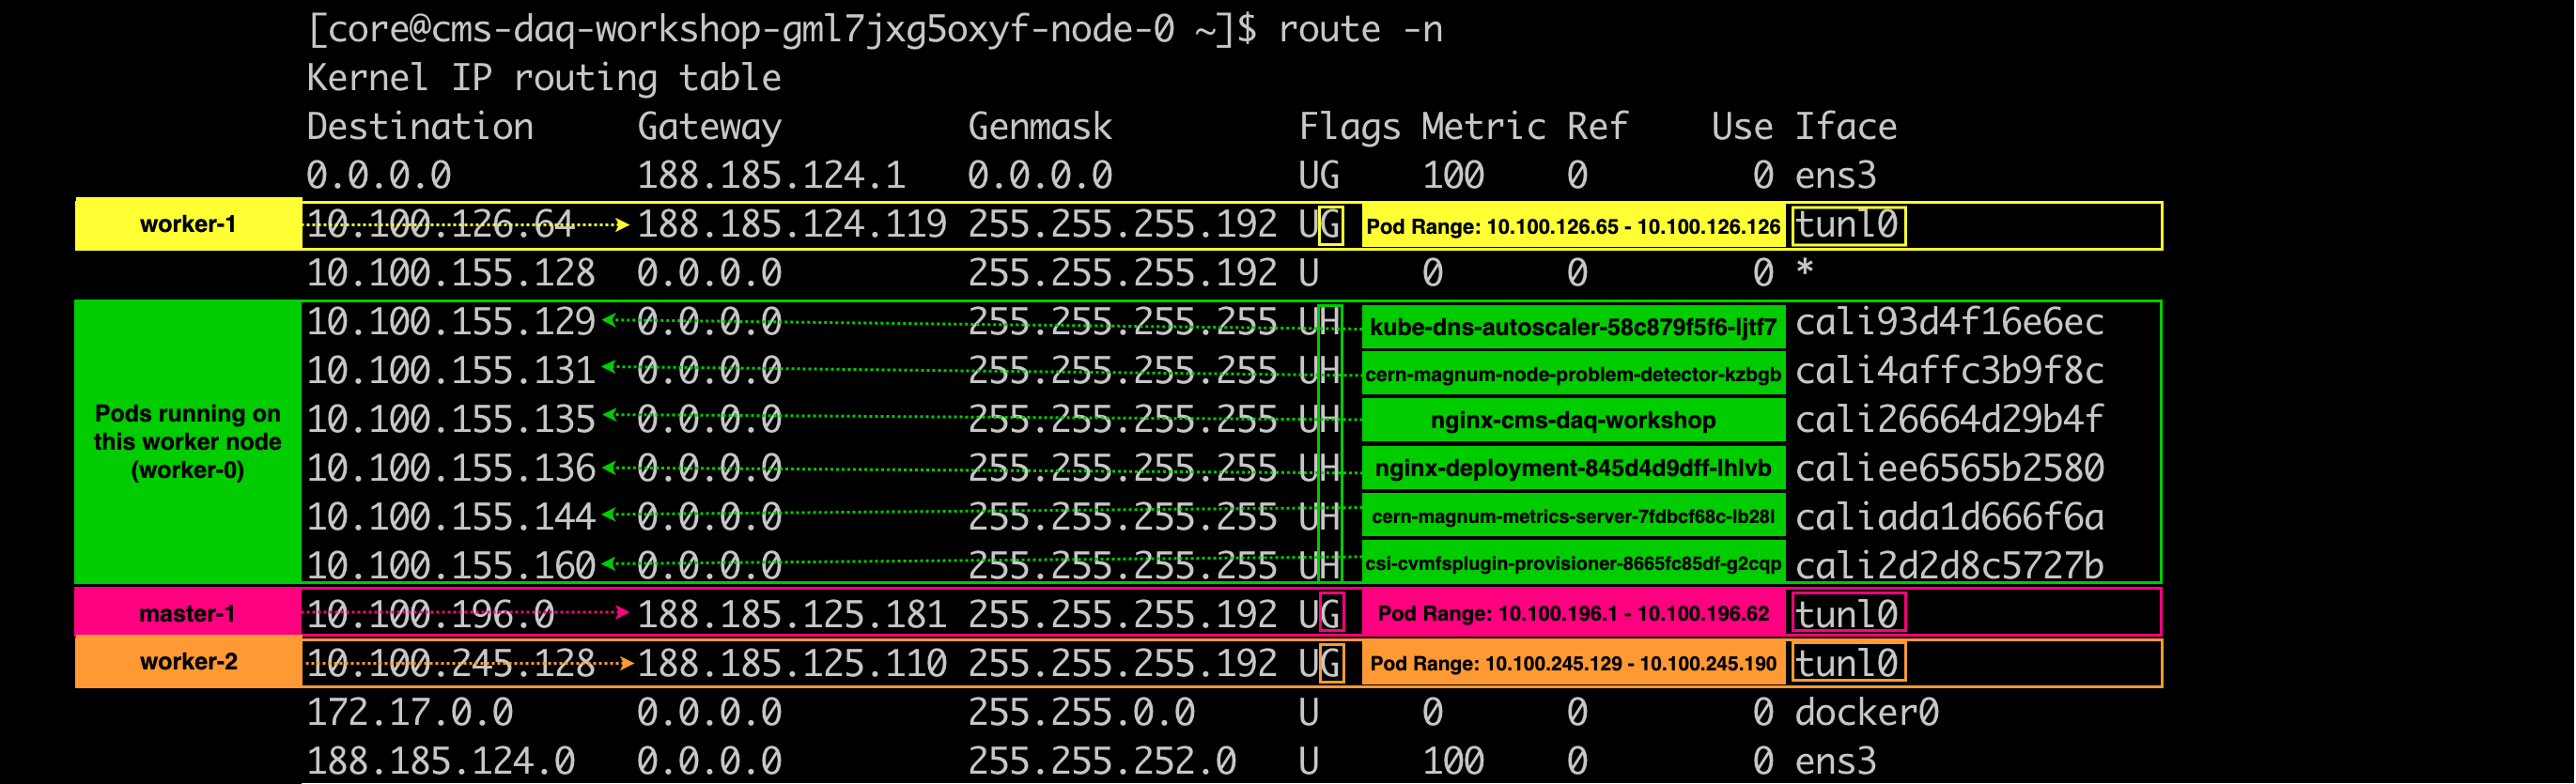 [core@cms-daq-workshop-gml7jxg5oxyf-node-0 ~]$ route -n
Kernel IP routing table
Destination Gateway Genmask Flags Metric Ref Use Iface
0.0.0.0 188.185.124.1 0.0.0.0 UG 100 0 0 ens3
worker-1 10.100.126.64 188.185.124.119 255.255.255.192 UG Pod Range: 10.100.126.65 - 10.100.126.126 tunl0
10.100.155.128 0.0.0.0 255.255.255.192 U 0 0 0 *
Pods running on
this worker node
(worker-0)
10.100.155.129 0.0.0.0 255.255.255.255 UH kube-dns-autoscaler-58c879f5f6-ljtf7 cali93d4f16e6ec
10.100.155.131 0.0.0.0 255.255.255.255 UH cern-magnum-node-problem-detector-kzbgb cali4affc3b9f8c
10.100.155.135 0.0.0.0 255.255.255.255 UH nginx-cms-daq-workshop cali26664d29b4f
10.100.155.136 0.0.0.0 255.255.255.255 UH nginx-deployment-845d4d9dff-lhlvb caliee6565b2580
10.100.155.144 0.0.0.0 255.255.255.255 UH cern-magnum-metrics-server-7fdbcf68c-lb28l caliada1d666f6a
10.100.155.160 0.0.0.0 255.255.255.255 UH csi-cvmfsplugin-provisioner-8665fc85df-g2cqp cali2d2d8c5727b
master-1 10.100.196.0 188.185.125.181 255.255.255.192 UG Pod Range: 10.100.196.1 - 10.100.196.62 tunl0
worker-2 10.100.245.128 188.185.125.110 255.255.255.192 UG Pod Range: 10.100.245.129 - 10.100.245.190 tunl0
172.17.0.0 0.0.0.0 255.255.0.0 U 0 0 0 docker0
188.185.124.0 0.0.0.0 255.255.252.0 U 100 0 0 ens3